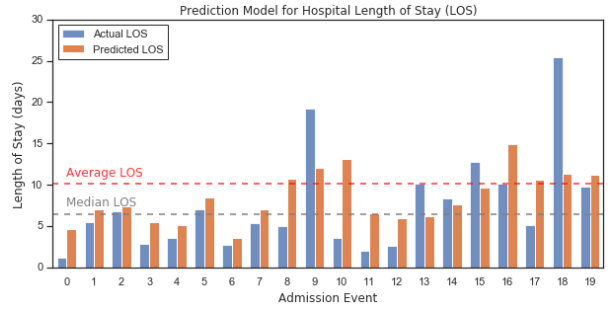 Prediction Model for Hospital Length of Stay (LOS)
30
25
20
15
10
5
0
Length of Stay (days)
Actual LOS
Predicted LOS
Average LOS
Median LOS
0 1 2 3 4 5 6 7 8 9 10 11 12 13 14 15 16 17 18 19
Admission Event